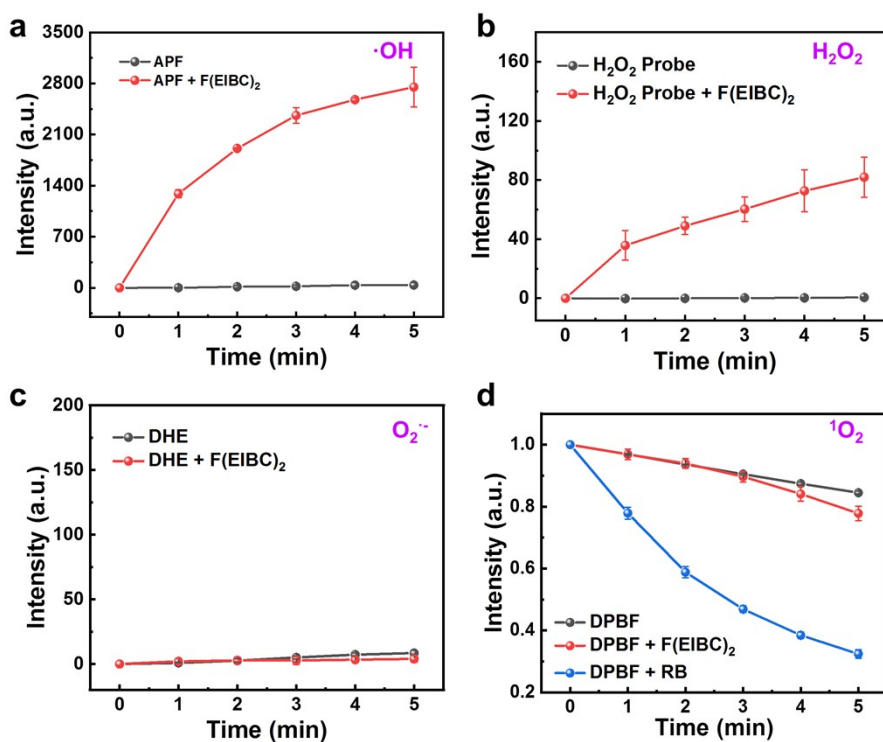 a
·OH
APF
APF + F(EIBC)₂
3500
2800
2100
1400
700
0
Intensity (a.u.)
0 1 2 3 4 5
Time (min)
b
H₂O₂
H₂O₂ Probe
H₂O₂ Probe + F(EIBC)₂
160
120
80
40
0
Intensity (a.u.)
0 1 2 3 4 5
Time (min)
c
O₂·⁻
DHE
DHE + F(EIBC)₂
200
150
100
50
0
Intensity (a.u.)
0 1 2 3 4 5
Time (min)
d
¹O₂
1.0
0.8
0.6
0.4
0.2
Intensity (a.u.)
DPBF
DPBF + F(EIBC)₂
DPBF + RB
0 1 2 3 4 5
Time (min)